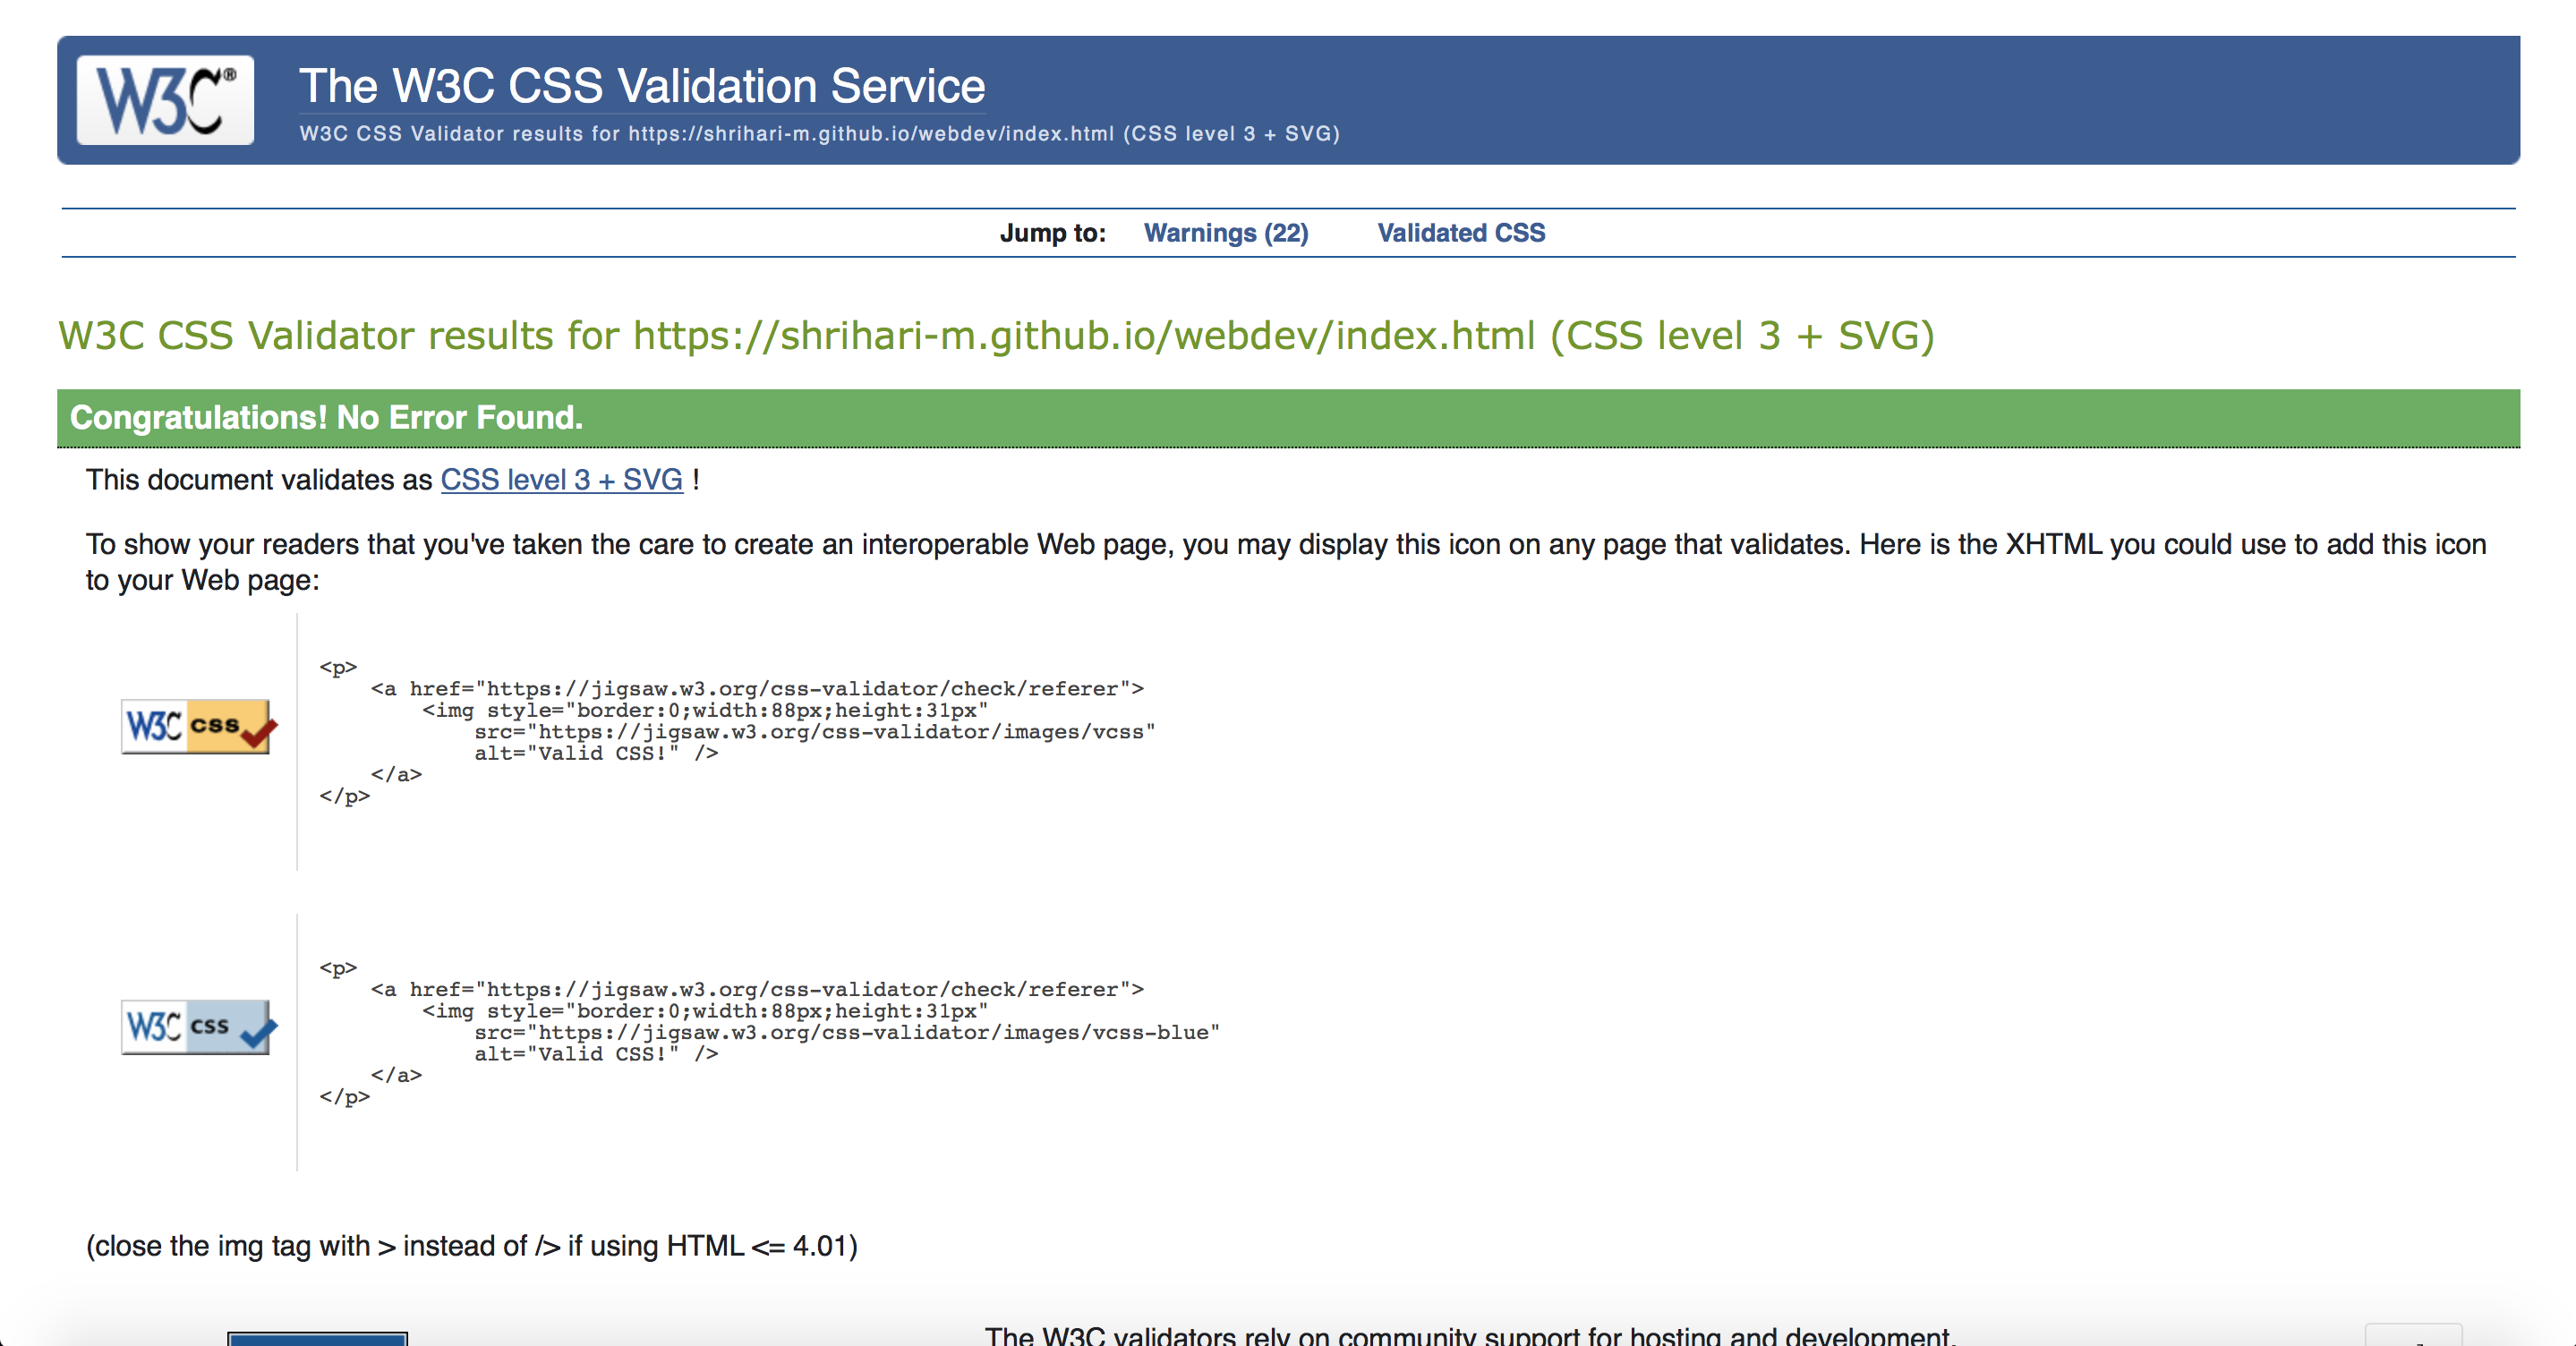 W3C®
The W3C CSS Validation Service
W3C CSS Validator results for https://shrihari-m.github.io/webdev/index.html (CSS level 3 + SVG)
Jump to: Warnings (22) Validated CSS
W3C CSS Validator results for https://shrihari-m.github.io/webdev/index.html (CSS level 3 + SVG)
Congratulations! No Error Found.
This document validates as CSS level 3 + SVG !
To show your readers that you've taken the care to create an interoperable Web page, you may display this icon on any page that validates. Here is the XHTML you could use to add this icon
to your Web page:
W3C css
<p>
    <a href="https://jigsaw.w3.org/css-validator/check/referer">
        <img style="border:0;width:88px;height:31px"
            src="https://jigsaw.w3.org/css-validator/images/vcss"
            alt="Valid CSS!" />
    </a>
</p>
W3C css
<p>
    <a href="https://jigsaw.w3.org/css-validator/check/referer">
        <img style="border:0;width:88px;height:31px"
            src="https://jigsaw.w3.org/css-validator/images/vcss-blue"
            alt="Valid CSS!" />
    </a>
</p>
(close the img tag with > instead of /> if using HTML <= 4.01)
The W3C validators rely on community support for hosting and development.